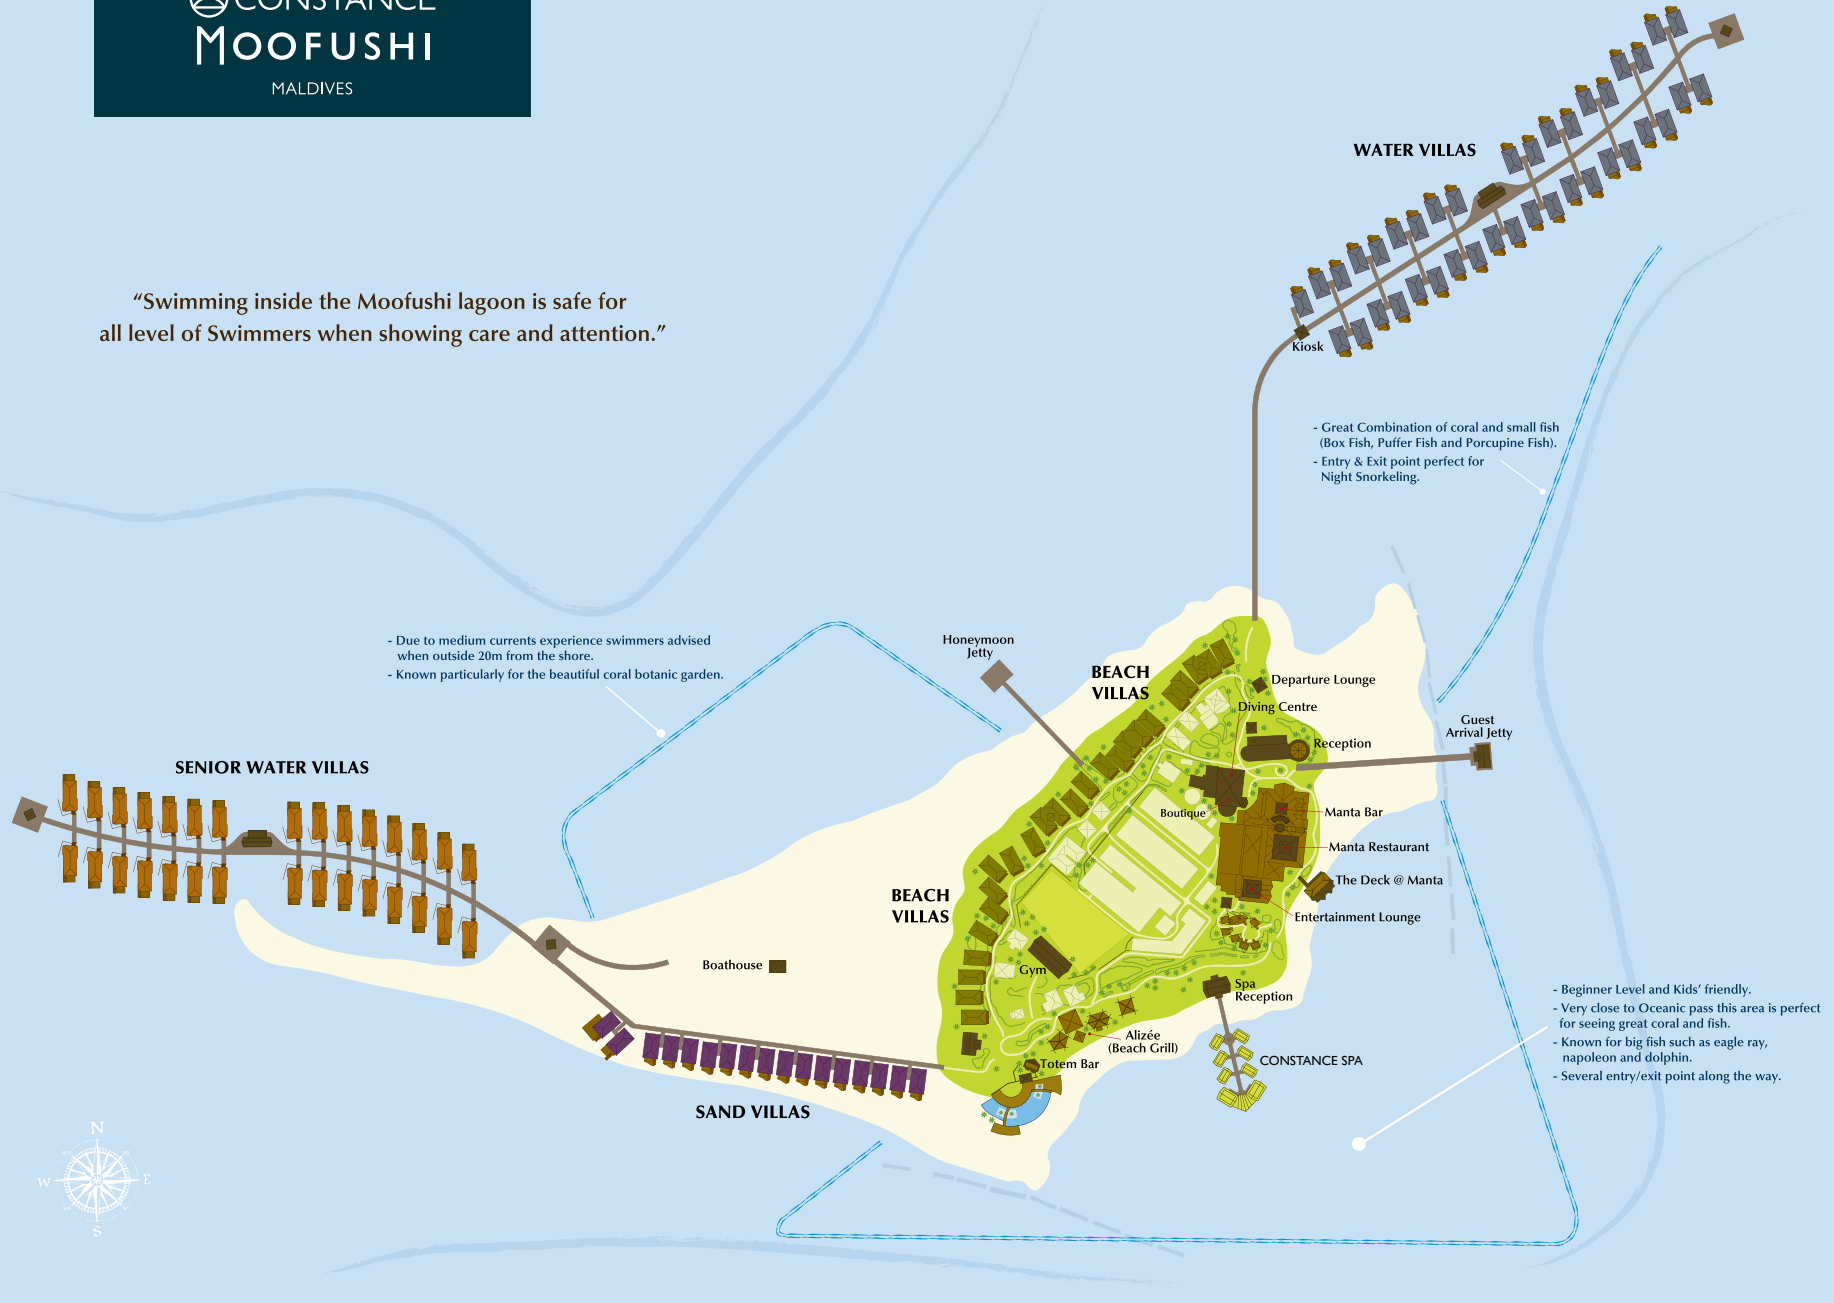 CONSTANCE
MOOFUSHI
MALDIVES
“Swimming inside the Moofushi lagoon is safe for
all level of Swimmers when showing care and attention.”
WATER VILLAS
Kiosk
- Great Combination of coral and small fish
(Box Fish, Puffer Fish and Porcupine Fish).
- Entry & Exit point perfect for
Night Snorkeling.
- Due to medium currents experience swimmers advised
when outside 20m from the shore.
- Known particularly for the beautiful coral botanic garden.
Honeymoon
Jetty
BEACH
VILLAS
Departure Lounge
Diving Centre
Guest
Arrival Jetty
Reception
SENIOR WATER VILLAS
Boutique
Manta Bar
Manta Restaurant
The Deck @ Manta
BEACH
VILLAS
Entertainment Lounge
Boathouse
Gym
Spa
Reception
- Beginner Level and Kids’ friendly.
- Very close to Oceanic pass this area is perfect
for seeing great coral and fish.
- Known for big fish such as eagle ray,
napoleon and dolphin.
- Several entry/exit point along the way.
Alizée
(Beach Grill)
Totem Bar
CONSTANCE SPA
SAND VILLAS
N
W
E
S